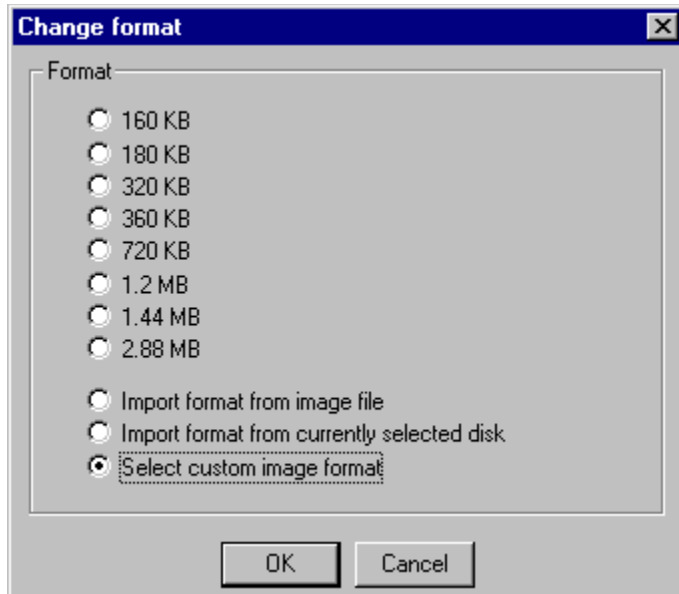 Change format
Format
160 KB
180 KB
320 KB
360 KB
720 KB
1.2 MB
1.44 MB
2.88 MB
Import format from image file
Import format from currently selected disk
Select custom image format
OK
Cancel